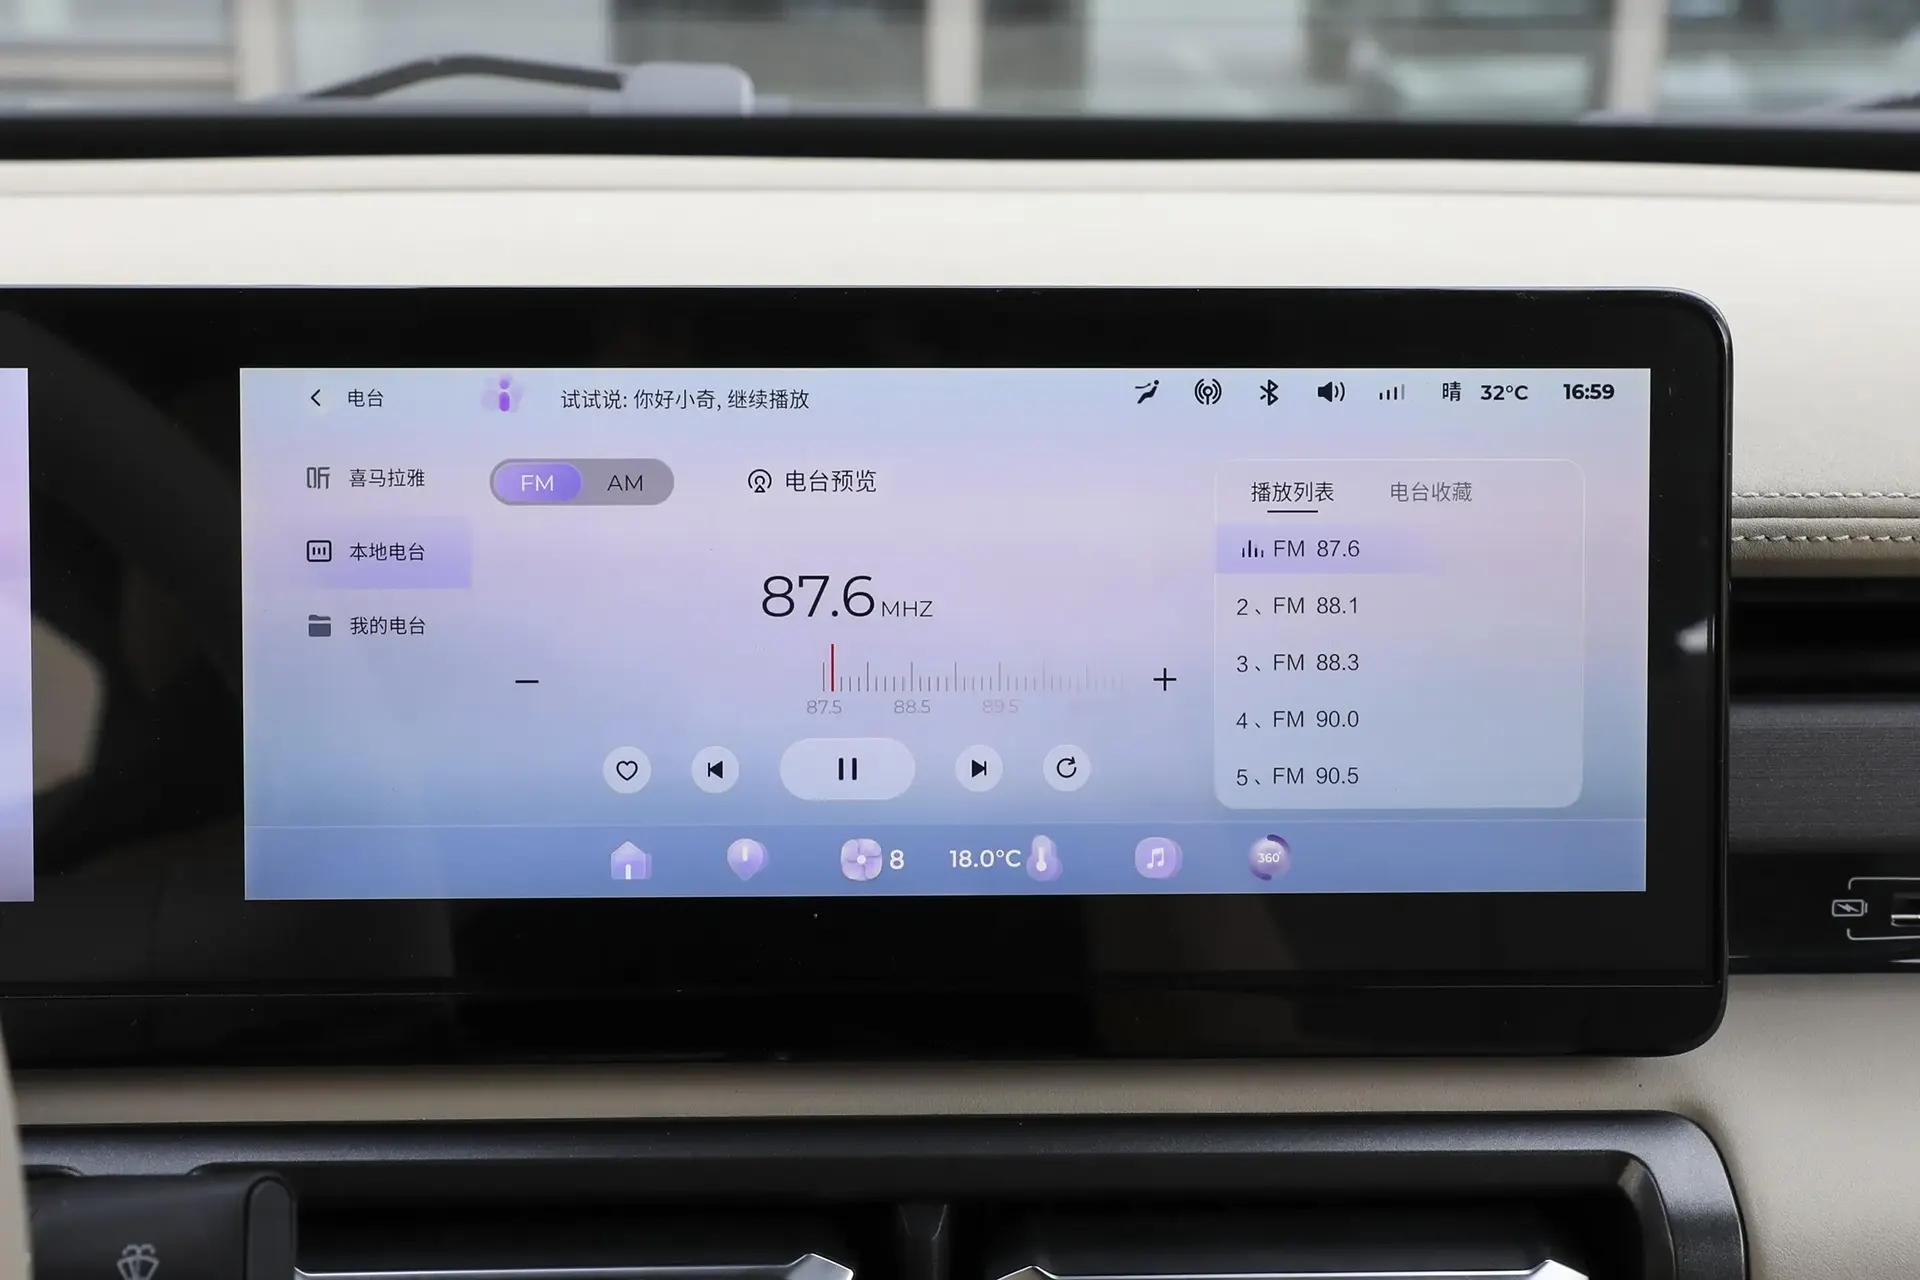 电台
试试说: 你好小奇, 继续播放
晴 32°C 16:59
听 喜马拉雅
本地电台
我的电台
FM AM
电台预览
87.6 MHZ
87.5 88.5 89.5
播放列表 电台收藏
FM 87.6
2、FM 88.1
3、FM 88.3
4、FM 90.0
5、FM 90.5
8 18.0°C 360°